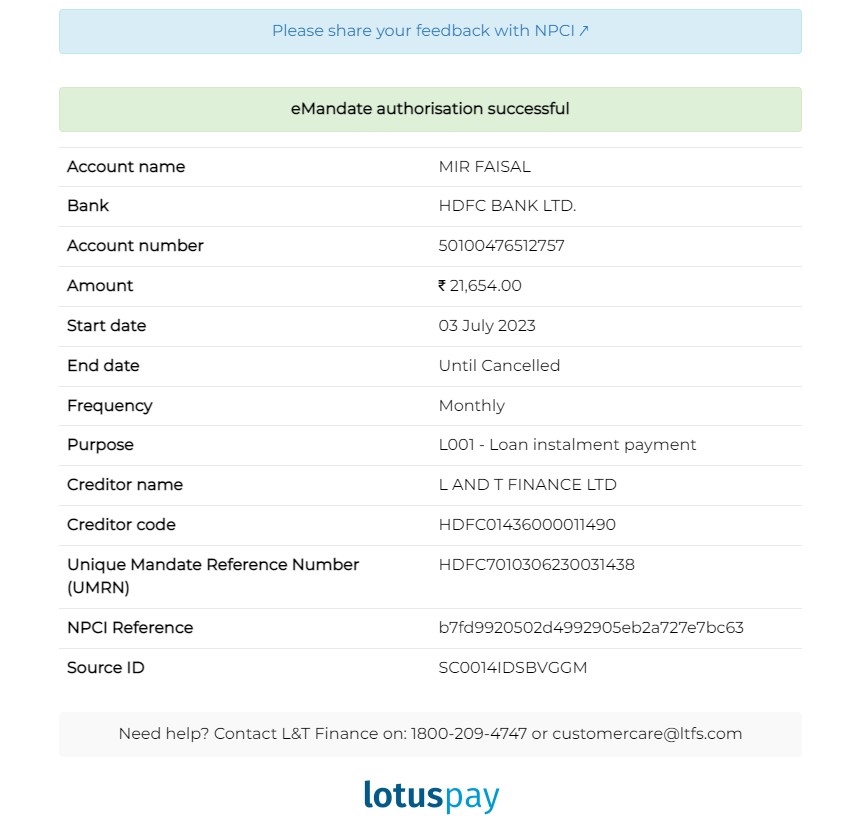 Please share your feedback with NPCI ↗
eMandate authorisation successful
Account name MIR FAISAL
Bank HDFC BANK LTD.
Account number 50100476512757
Amount ₹ 21,654.00
Start date 03 July 2023
End date Until Cancelled
Frequency Monthly
Purpose L001 - Loan instalment payment
Creditor name L AND T FINANCE LTD
Creditor code HDFC01436000011490
Unique Mandate Reference Number HDFC7010306230031438
(UMRN)
NPCI Reference b7fd9920502d4992905eb2a727e7bc63
Source ID SC0014IDSBVGGM
Need help? Contact L&T Finance on: 1800-209-4747 or customercare@ltfs.com
lotuspay